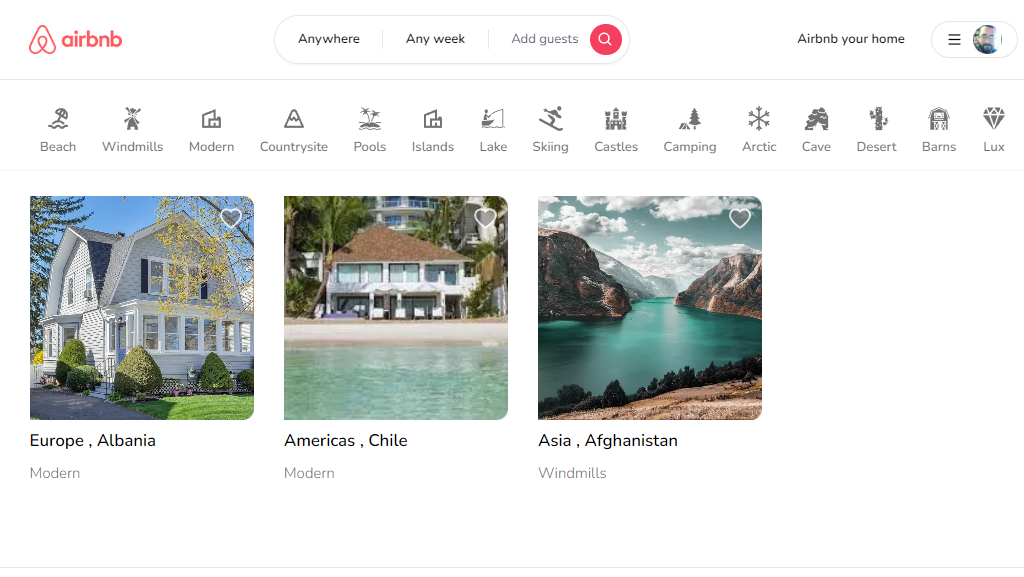 airbnb
Anywhere
Any week
Add guests
Airbnb your home
Beach
Windmills
Modern
Countrysite
Pools
Islands
Lake
Skiing
Castles
Camping
Arctic
Cave
Desert
Barns
Lux
Europe , Albania
Modern
Americas , Chile
Modern
Asia , Afghanistan
Windmills